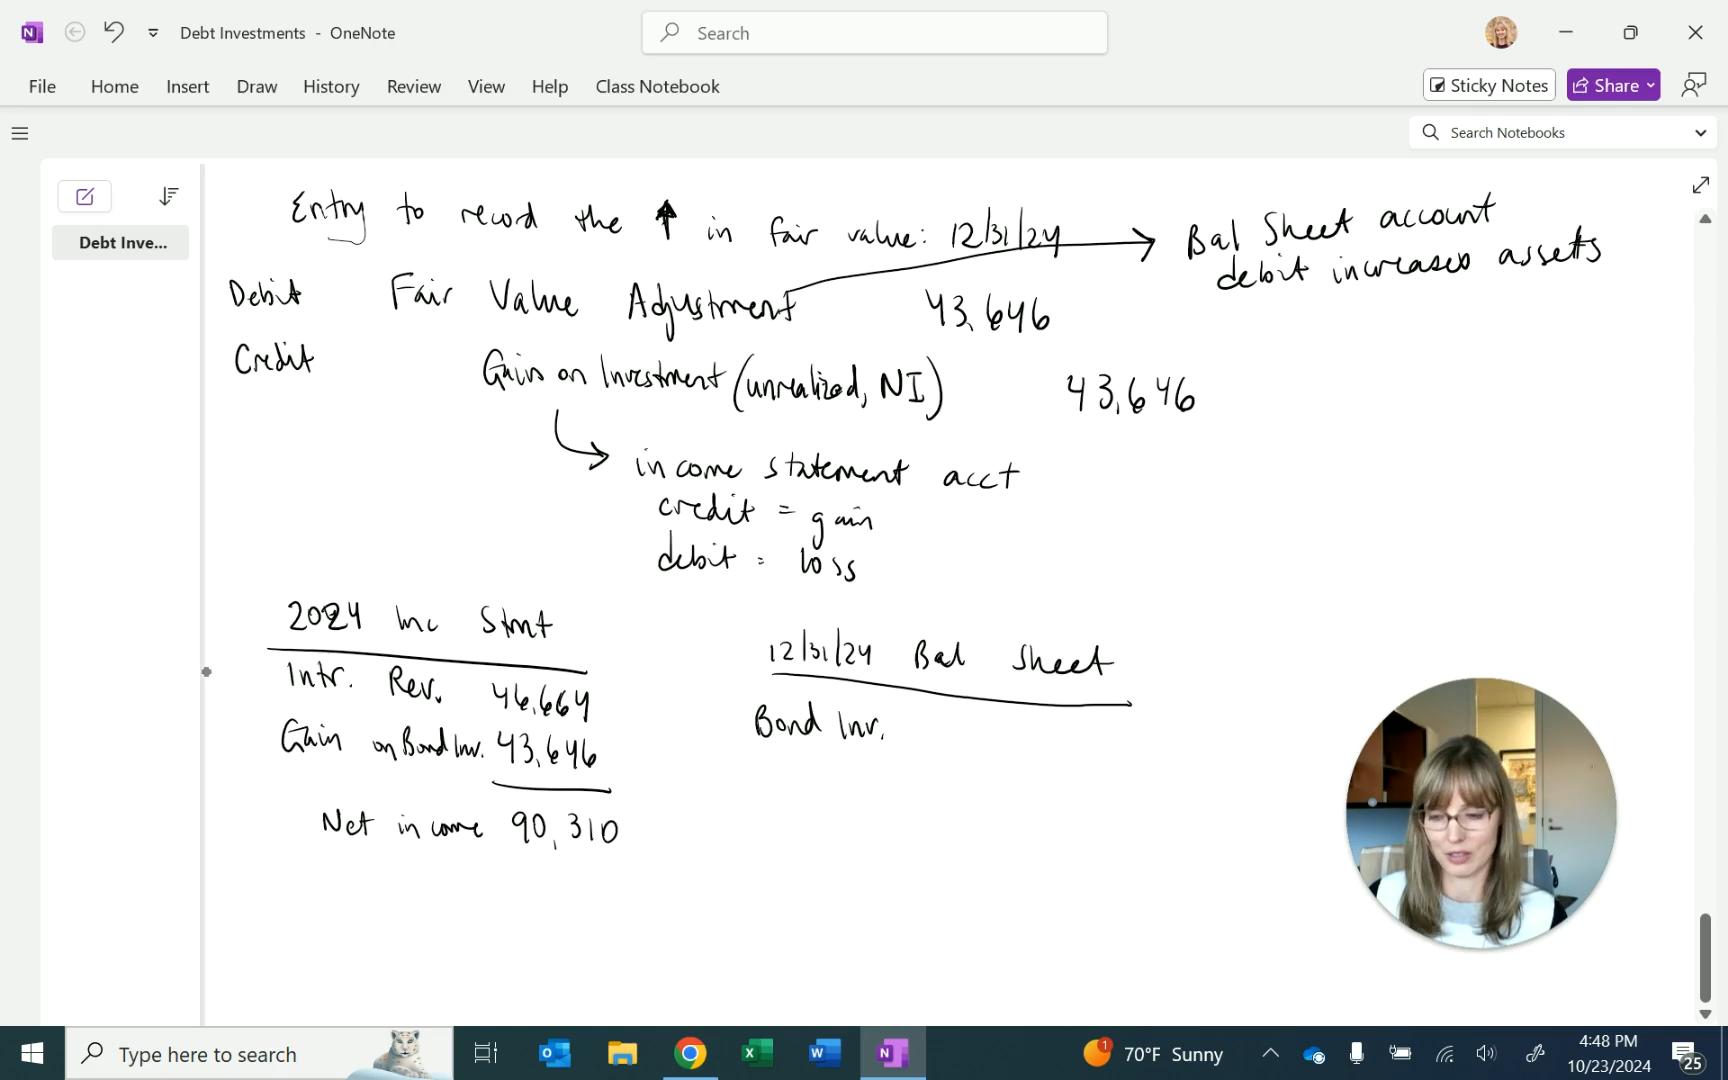 Debt Investments - OneNote
Search
File Home Insert Draw History Review View Help Class Notebook
Sticky Notes
Share
Search Notebooks
Debt Inve...
Entry to record the ↑ in fair value: 12/31/24
Bal Sheet account
debit increases assets
Debit Fair Value Adjustment 43,646
Credit Gain on Investment (unrealized, NI) 43,646
income statement acct
credit = gain
debit = loss
2024 Inc Stmt
Intr. Rev. 46,664
Gain on Bond Inv. 43,646
Net income 90,310
12/31/24 Bal Sheet
Bond Inv.
Type here to search
1
70°F Sunny
4:48 PM
10/23/2024
25